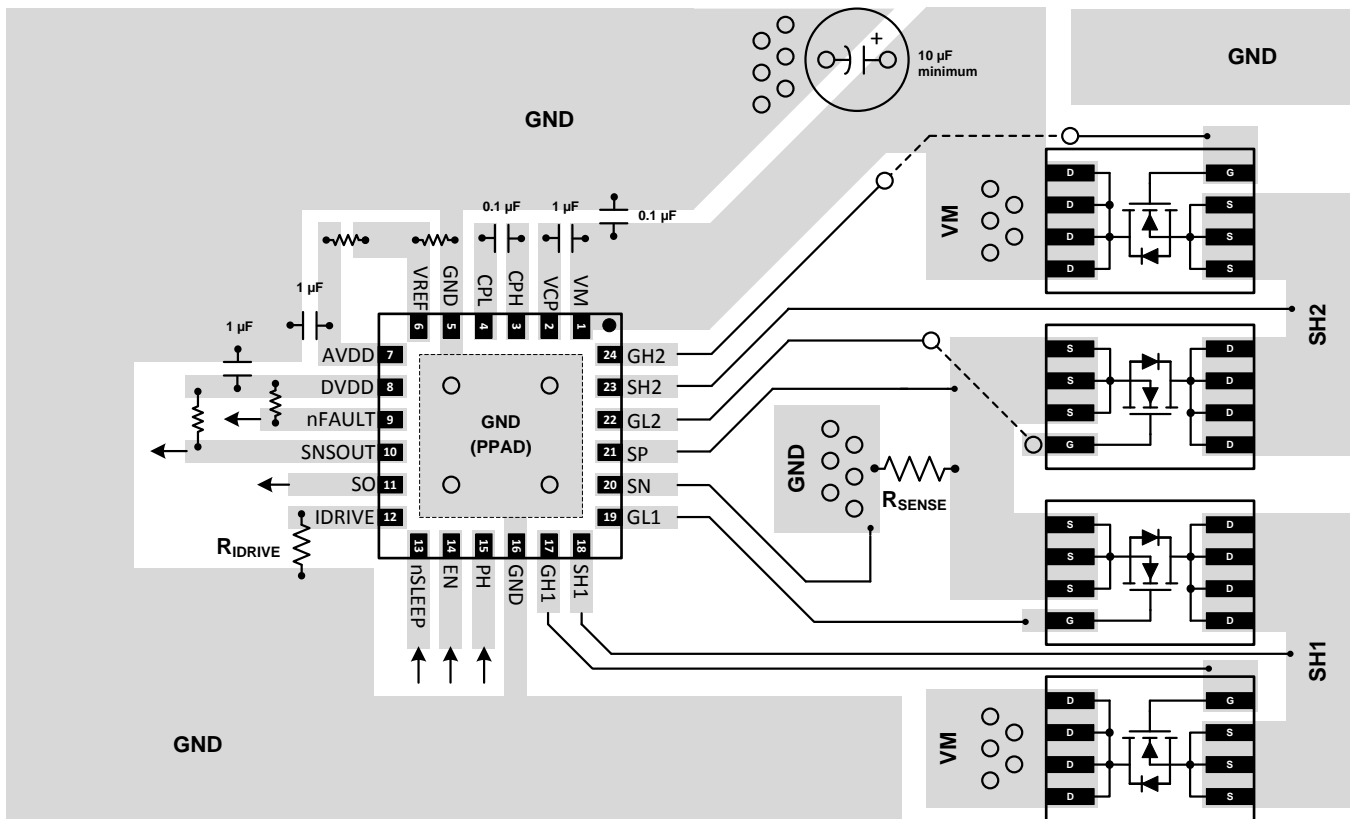 +
10 µF
minimum
GND
GND
0.1 µF
1 µF
0.1 µF
VREF
GND
CPL
CPH
VCP
VM
6
5
4
3
2
1
1 µF
1 µF
AVDD
7
DVDD
8
nFAULT
9
SNSOUT
10
SO
11
IDRIVE
12
RIDRIVE
GND
(PPAD)
24
GH2
23
SH2
22
GL2
21
SP
20
SN
19
GL1
13
14
15
16
17
18
nSLEEP
EN
PH
GND
GH1
SH1
GND
RSENSE
VM
D
G
D
S
D
S
D
S
SH2
S
D
S
D
S
D
G
D
S
D
S
D
S
D
G
D
SH1
VM
D
G
D
S
D
S
D
S
GND